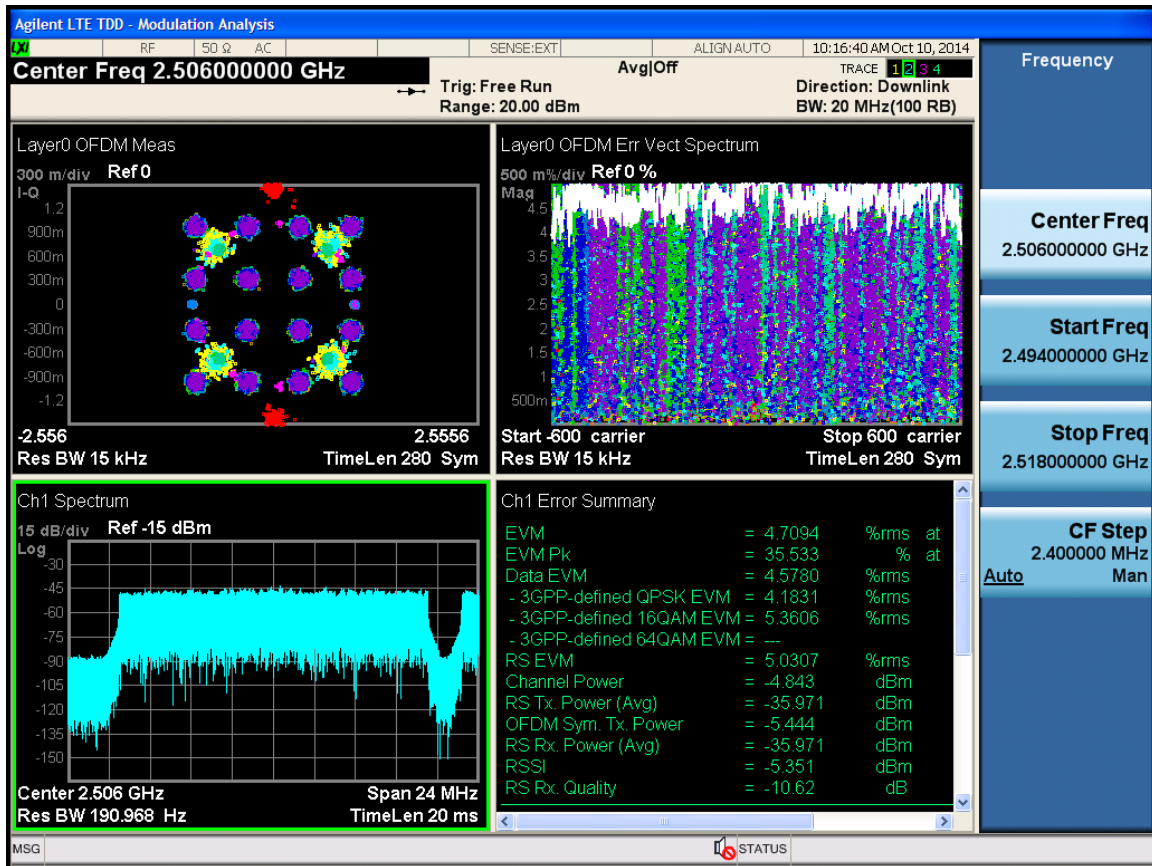 Agilent LTE TDD - Modulation Analysis
LXI RF 50 Ω AC SENSE:EXT ALIGN AUTO 10:16:40 AM Oct 10, 2014
Center Freq 2.506000000 GHz
Avg|Off
TRACE 1 2 3 4
Trig: Free Run
Direction: Downlink
Range: 20.00 dBm
BW: 20 MHz(100 RB)
Layer0 OFDM Meas
300 m/div Ref 0
I-Q
1.2
900m
600m
300m
0
-300m
-600m
-900m
-1.2
-2.556 2.5556
Res BW 15 kHz TimeLen 280 Sym
Layer0 OFDM Err Vect Spectrum
500 m%/div Ref 0 %
Mag
4.5
4
3.5
3
2.5
2
1.5
1
500m
Start -600 carrier Stop 600 carrier
Res BW 15 kHz TimeLen 280 Sym
Ch1 Spectrum
15 dB/div Ref -15 dBm
Log
-30
-45
-60
-75
-90
-105
-120
-135
-150
Center 2.506 GHz Span 24 MHz
Res BW 190.968 Hz TimeLen 20 ms
Ch1 Error Summary
EVM = 4.7094 %rms at
EVM Pk = 35.533 % at
Data EVM = 4.5780 %rms
- 3GPP-defined QPSK EVM = 4.1831 %rms
- 3GPP-defined 16QAM EVM = 5.3606 %rms
- 3GPP-defined 64QAM EVM = ---
RS EVM = 5.0307 %rms
Channel Power = -4.843 dBm
RS Tx. Power (Avg) = -35.971 dBm
OFDM Sym. Tx. Power = -5.444 dBm
RS Rx. Power (Avg) = -35.971 dBm
RSSI = -5.351 dBm
RS Rx. Quality = -10.62 dB
Frequency
Center Freq
2.506000000 GHz
Start Freq
2.494000000 GHz
Stop Freq
2.518000000 GHz
CF Step
2.400000 MHz
Auto Man
MSG STATUS